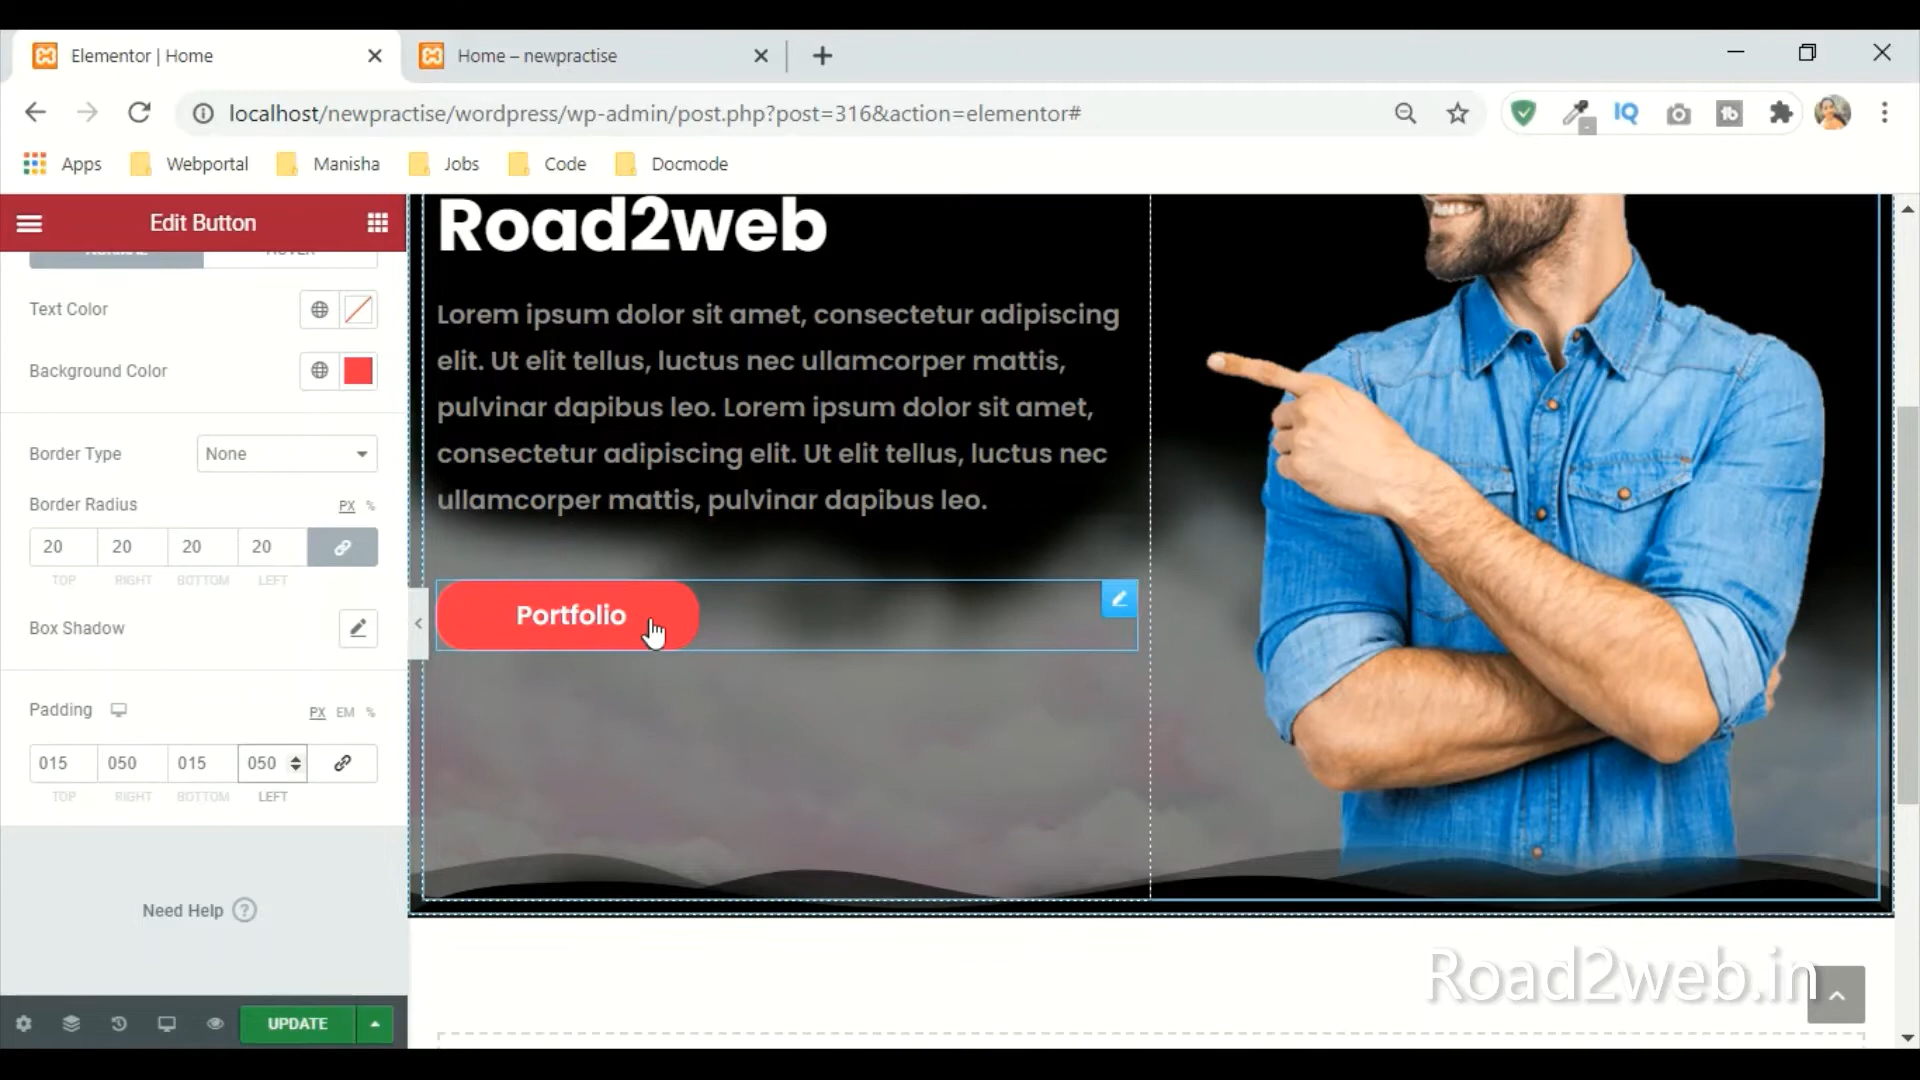 Elementor | Home
Home – newpractise
localhost/newpractise/wordpress/wp-admin/post.php?post=316&action=elementor#
IQ
Apps
Webportal
Manisha
Jobs
Code
Docmode
Edit Button
Text Color
Background Color
Border Type
None
Border Radius
PX %
20 20 20 20
TOP RIGHT BOTTOM LEFT
Box Shadow
Padding
PX EM %
015 050 015 050
TOP RIGHT BOTTOM LEFT
Need Help
UPDATE
Road2web
Lorem ipsum dolor sit amet, consectetur adipiscing
elit. Ut elit tellus, luctus nec ullamcorper mattis,
pulvinar dapibus leo. Lorem ipsum dolor sit amet,
consectetur adipiscing elit. Ut elit tellus, luctus nec
ullamcorper mattis, pulvinar dapibus leo.
Portfolio
Road2web.in